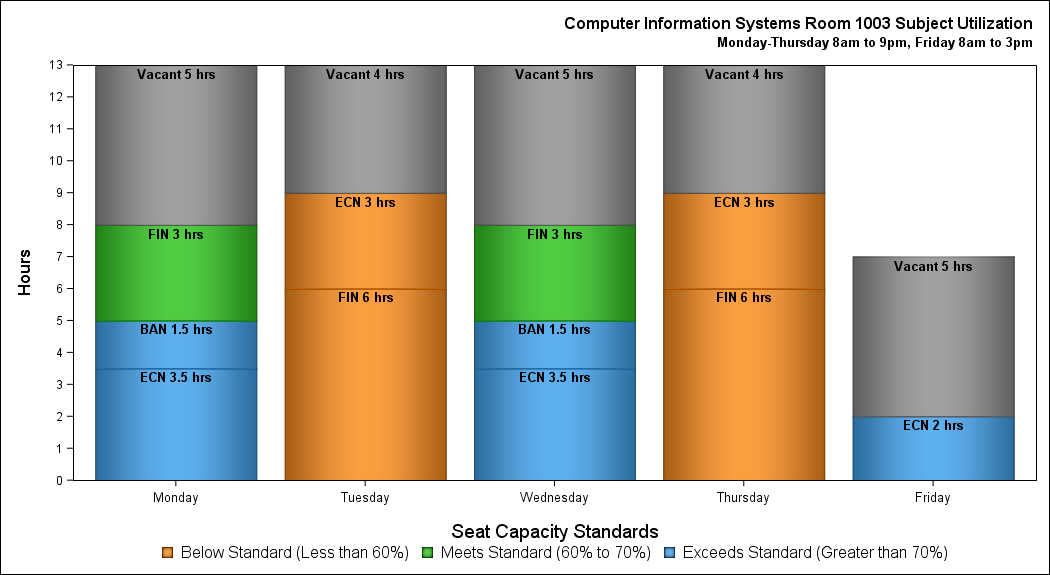 Computer Information Systems Room 1003 Subject Utilization
Monday-Thursday 8am to 9pm, Friday 8am to 3pm
Hours
13
12
11
10
9
8
7
6
5
4
3
2
1
0
Vacant 5 hrs
FIN 3 hrs
BAN 1.5 hrs
ECN 3.5 hrs
Vacant 4 hrs
ECN 3 hrs
FIN 6 hrs
Vacant 5 hrs
FIN 3 hrs
BAN 1.5 hrs
ECN 3.5 hrs
Vacant 4 hrs
ECN 3 hrs
FIN 6 hrs
Vacant 5 hrs
ECN 2 hrs
Monday Tuesday Wednesday Thursday Friday
Seat Capacity Standards
Below Standard (Less than 60%) Meets Standard (60% to 70%) Exceeds Standard (Greater than 70%)